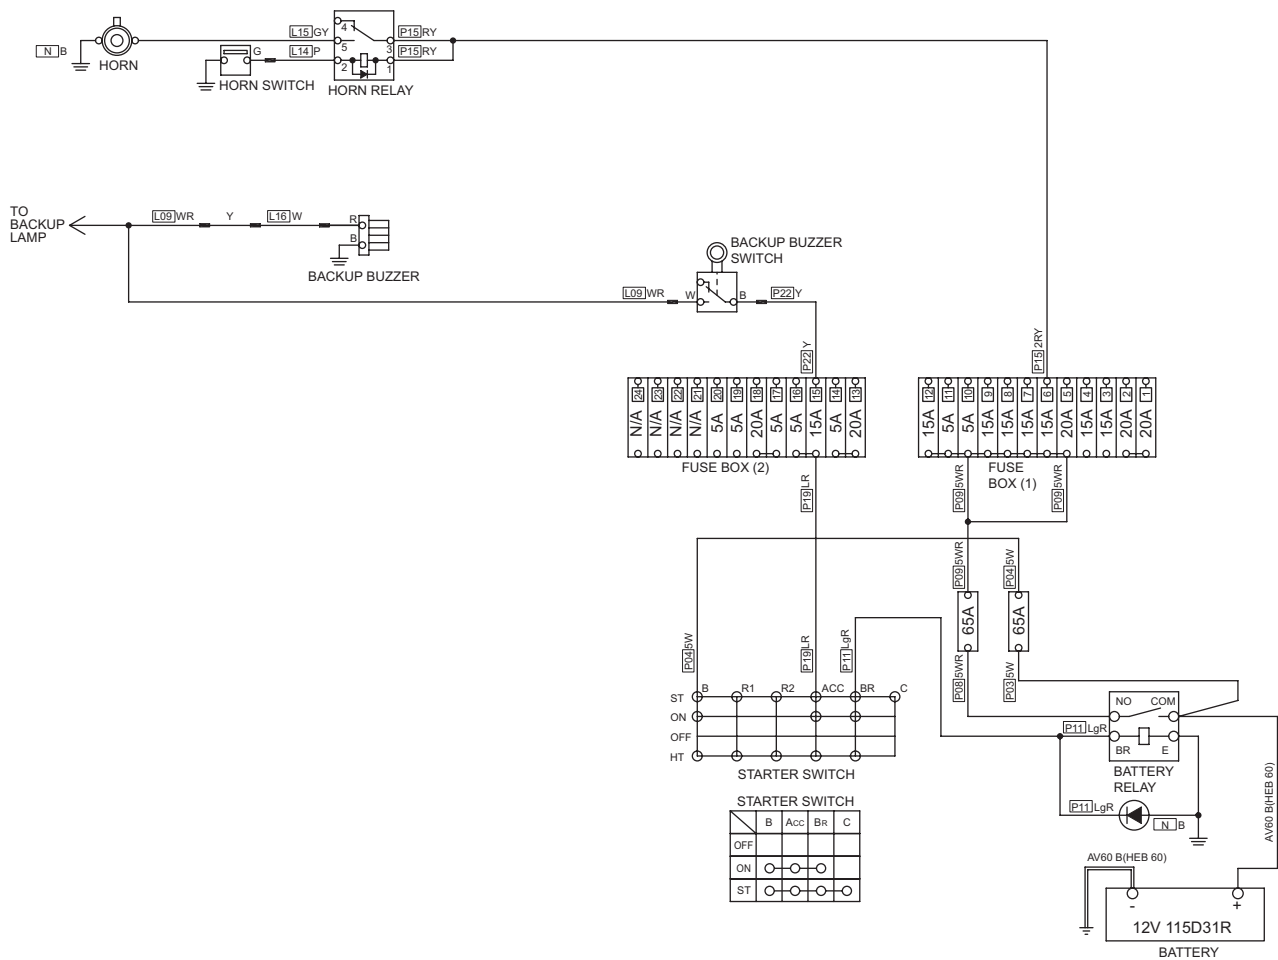 L15 GY
4
P15 RY
N B
5
3
HORN
G
L14 P
P15 RY
2
1
HORN SWITCH
HORN RELAY
TO
BACKUP
LAMP
L09 WR
Y
L16 W
R
B
BACKUP BUZZER
BACKUP BUZZER
SWITCH
L09 WR
W
B
P22 Y
P22 Y
P15 2RY
24 23 22 21 20 19 18 17 16 15 14 13
N/A N/A N/A N/A 5A 5A 20A 5A 5A 15A 5A 20A
FUSE BOX (2)
12 11 10 9 8 7 6 5 4 3 2 1
15A 5A 5A 15A 15A 15A 15A 20A 15A 15A 20A 20A
FUSE
BOX (1)
P19 LR
P09 5WR
P09 5WR
P09 5WR
P04 5W
65A
65A
P04 5W
P19 LR
P11 LgR
P08 5WR
P03 5W
B R1 R2 ACC BR C
ST
ON
OFF
HT
STARTER SWITCH
NO COM
P11 LgR
BR E
BATTERY
RELAY
P11 LgR
N B
AV60 B(HEB 60)
STARTER SWITCH
B Acc BR C
OFF
ON
ST
AV60 B(HEB 60)
- +
12V 115D31R
BATTERY